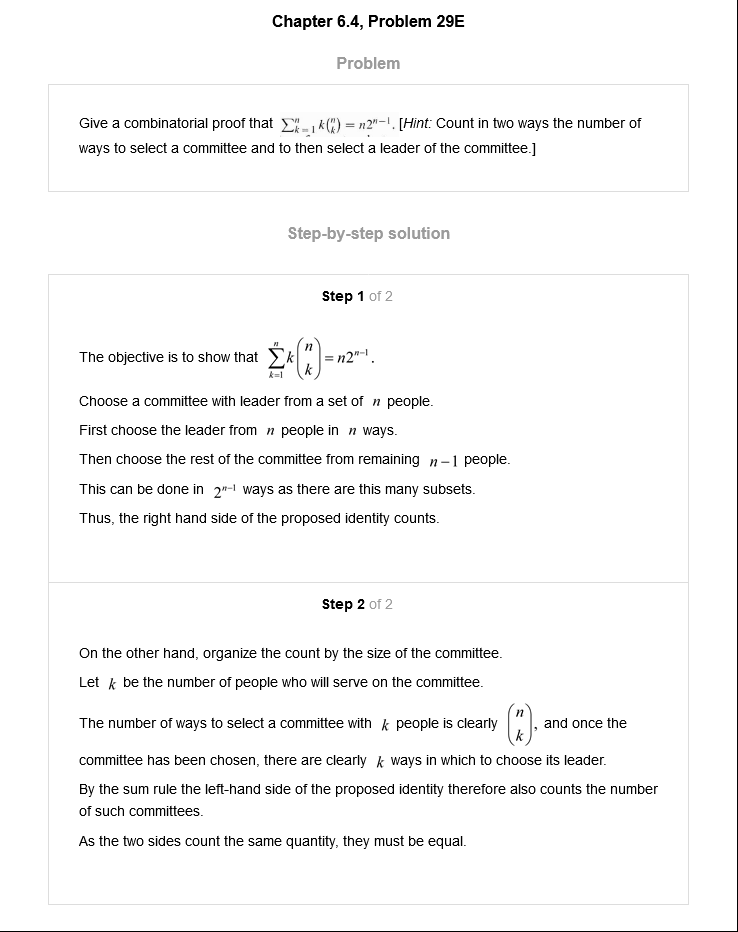 Chapter 6.4, Problem 29E
Problem
Give a combinatorial proof that ∑ⁿₖ₌₁ k(ⁿₖ) = n2ⁿ⁻¹. [Hint: Count in two ways the number of
ways to select a committee and to then select a leader of the committee.]
Step-by-step solution
Step 1 of 2
The objective is to show that ∑ⁿₖ₌₁ k(ⁿₖ) = n2ⁿ⁻¹.
Choose a committee with leader from a set of n people.
First choose the leader from n people in n ways.
Then choose the rest of the committee from remaining n−1 people.
This can be done in 2ⁿ⁻¹ ways as there are this many subsets.
Thus, the right hand side of the proposed identity counts.
Step 2 of 2
On the other hand, organize the count by the size of the committee.
Let k be the number of people who will serve on the committee.
The number of ways to select a committee with k people is clearly (ⁿₖ), and once the
committee has been chosen, there are clearly k ways in which to choose its leader.
By the sum rule the left-hand side of the proposed identity therefore also counts the number
of such committees.
As the two sides count the same quantity, they must be equal.